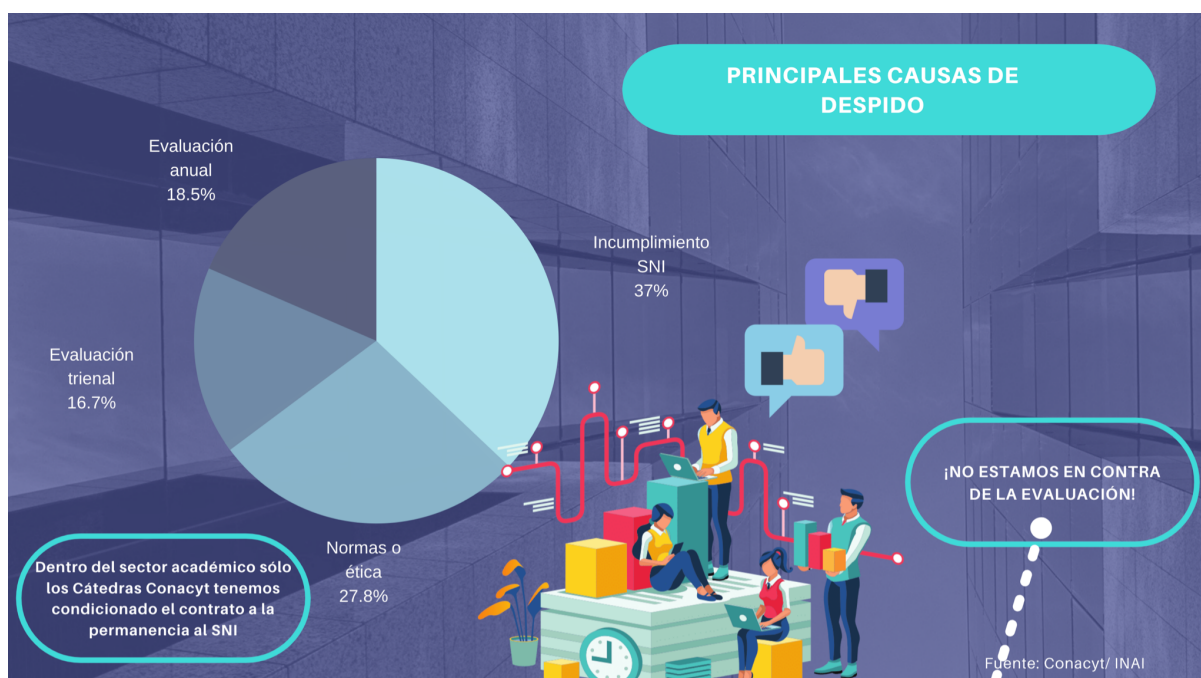 PRINCIPALES CAUSAS DE
DESPIDO
Evaluación
anual
18.5%
Incumplimiento
SNI
37%
Evaluación
trienal
16.7%
Normas o
ética
27.8%
¡NO ESTAMOS EN CONTRA
DE LA EVALUACIÓN!
Dentro del sector académico sólo
los Cátedras Conacyt tenemos
condicionado el contrato a la
permanencia al SNI
Fuente: Conacyt/ INAI